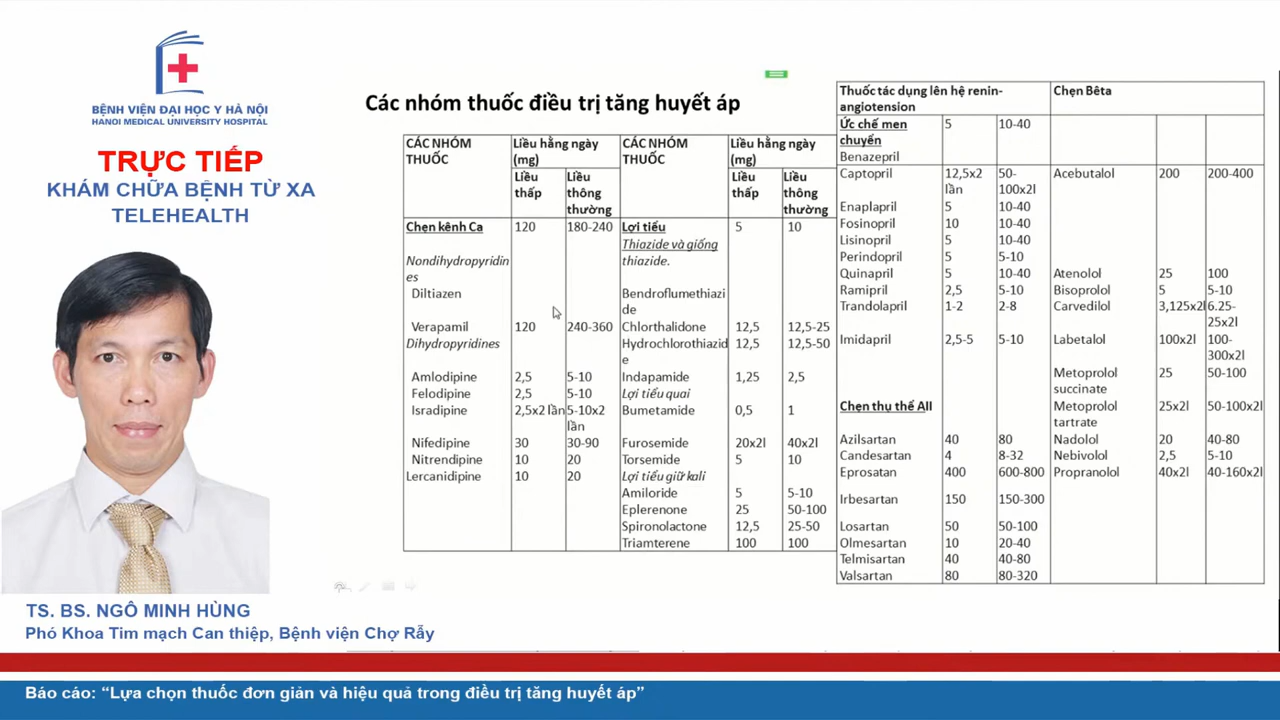 BỆNH VIỆN ĐẠI HỌC Y HÀ NỘI
HANOI MEDICAL UNIVERSITY HOSPITAL
TRỰC TIẾP
KHÁM CHỮA BỆNH TỪ XA
TELEHEALTH
TS. BS. NGÔ MINH HÙNG
Phó Khoa Tim mạch Can thiệp, Bệnh viện Chợ Rẫy
Các nhóm thuốc điều trị tăng huyết áp
CÁC NHÓM THUỐC Liều hằng ngày (mg) CÁC NHÓM THUỐC Liều hằng ngày (mg)
Liều thấp Liều thông thường Liều thấp Liều thông thường
Chẹn kênh Ca 120 180-240 Lợi tiểu 5 10
Thiazide và giống
Nondihydropyridin thiazide.
es
Diltiazen Bendroflumethiazi
de
Verapamil 120 240-360 Chlorthalidone 12,5 12,5-25
Dihydropyridines Hydrochlorothiazid 12,5 12,5-50
e
Amlodipine 2,5 5-10 Indapamide 1,25 2,5
Felodipine 2,5 5-10 Lợi tiểu quai
Isradipine 2,5x2 lần 5-10x2 Bumetamide 0,5 1
lần
Nifedipine 30 30-90 Furosemide 20x2l 40x2l
Nitrendipine 10 20 Torsemide 5 10
Lercanidipine 10 20 Lợi tiểu giữ kali
Amiloride 5 5-10
Eplerenone 25 50-100
Spironolactone 12,5 25-50
Triamterene 100 100
Thuốc tác dụng lên hệ renin- Chẹn Bêta
angiotension
Ức chế men 5 10-40
chuyển
Benazepril
Captopril 12,5x2 50- Acebutalol 200 200-400
lần 100x2l
Enaplapril 5 10-40
Fosinopril 10 10-40
Lisinopril 5 10-40
Perindopril 5 5-10
Quinapril 5 10-40 Atenolol 25 100
Ramipril 2,5 5-10 Bisoprolol 5 5-10
Trandolapril 1-2 2-8 Carvedilol 3,125x2l 6.25-
25x2l
Imidapril 2,5-5 5-10 Labetalol 100x2l 100-
300x2l
Metoprolol 25 50-100
succinate
Chẹn thụ thể AII Metoprolol 25x2l 50-100x2l
tartrate
Azilsartan 40 80 Nadolol 20 40-80
Candesartan 4 8-32 Nebivolol 2,5 5-10
Eprosatan 400 600-800 Propranolol 40x2l 40-160x2l
Irbesartan 150 150-300
Losartan 50 50-100
Olmesartan 10 20-40
Telmisartan 40 40-80
Valsartan 80 80-320
Báo cáo: “Lựa chọn thuốc đơn giản và hiệu quả trong điều trị tăng huyết áp”